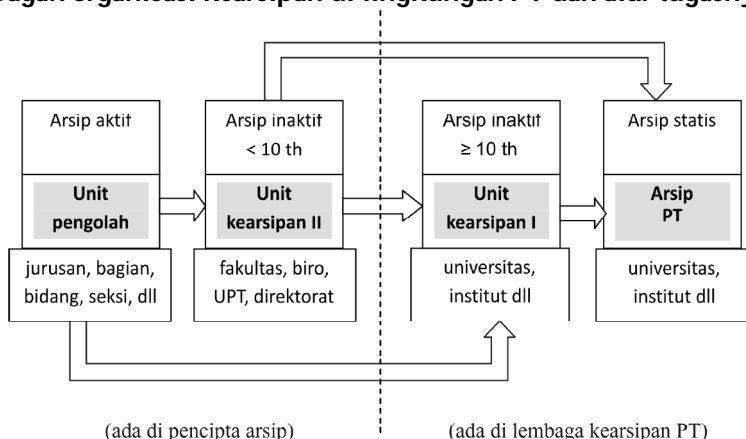 Arsip aktif
Unit
pengolah
jurusan, bagian,
bidang, seksi, dll
Arsip inaktif
< 10 th
Unit
kearsipan II
fakultas, biro,
UPT, direktorat
Arsip inaktif
≥ 10 th
Unit
kearsipan I
universitas,
institut dll
Arsip statis
Arsip
PT
universitas,
institut dll
(ada di pencipta arsip)
(ada di lembaga kearsipan PT)